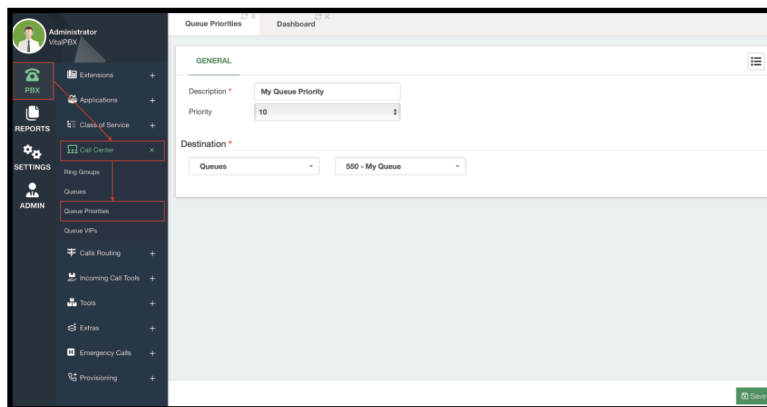 Administrator
VitalPBX
PBX
REPORTS
SETTINGS
ADMIN
Extensions +
Applications +
Class of Service +
Call Center ×
Ring Groups
Queues
Queue Priorities
Queue VIPs
Calls Routing +
Incoming Call Tools +
Tools +
Extras +
Emergency Calls +
Provisioning +
Queue Priorities
Dashboard
GENERAL
Description * My Queue Priority
Priority 10
Destination *
Queues 550 - My Queue
Save